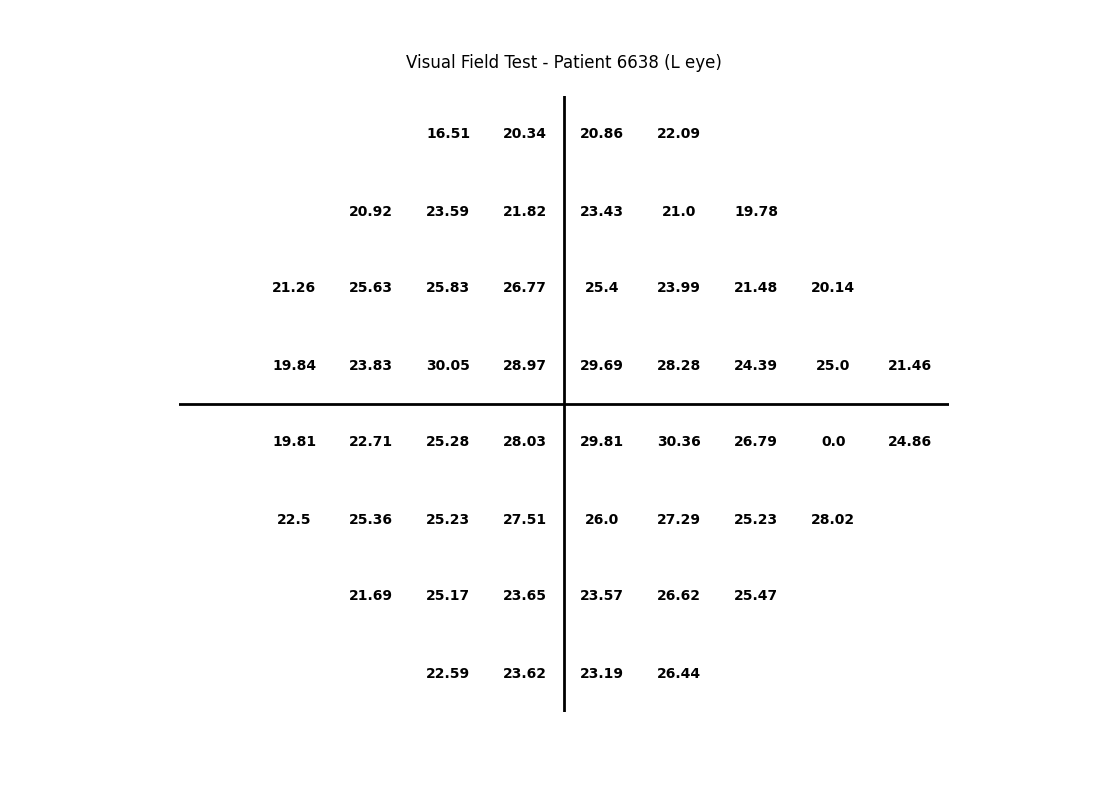 Visual Field Test - Patient 6638 (L eye)
16.51 20.34 20.86 22.09
20.92 23.59 21.82 23.43 21.0 19.78
21.26 25.63 25.83 26.77 25.4 23.99 21.48 20.14
19.84 23.83 30.05 28.97 29.69 28.28 24.39 25.0 21.46
19.81 22.71 25.28 28.03 29.81 30.36 26.79 0.0 24.86
22.5 25.36 25.23 27.51 26.0 27.29 25.23 28.02
21.69 25.17 23.65 23.57 26.62 25.47
22.59 23.62 23.19 26.44